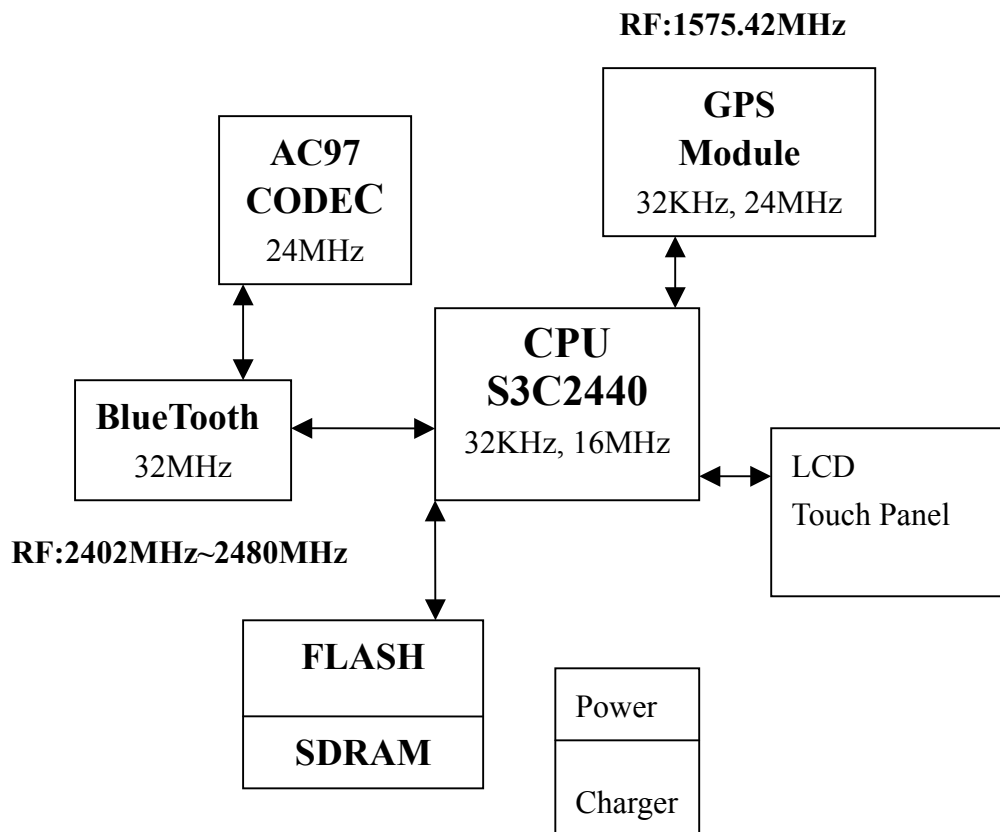 RF:1575.42MHz
GPS
Module
32KHz, 24MHz
AC97
CODEC
24MHz
CPU
S3C2440
32KHz, 16MHz
BlueTooth
32MHz
LCD
Touch Panel
RF:2402MHz~2480MHz
FLASH
SDRAM
Power
Charger